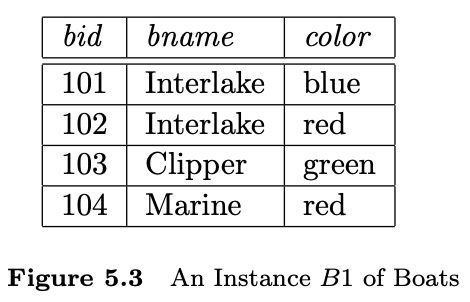 bid bname color
101 Interlake blue
102 Interlake red
103 Clipper green
104 Marine red
Figure 5.3 An Instance B1 of Boats